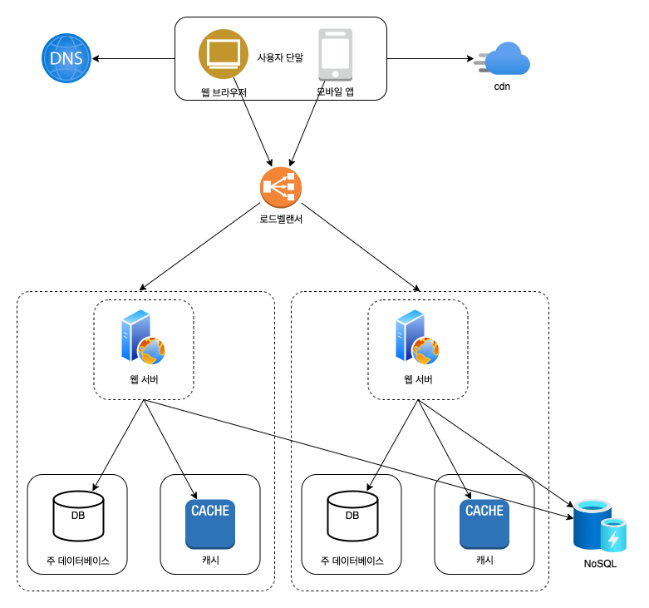 DNS
사용자 단말
웹 브라우저
모바일 앱
cdn
로드벨랜서
웹 서버
웹 서버
DB
CACHE
DB
CACHE
주 데이터베이스
캐시
주 데이터베이스
캐시
NoSQL